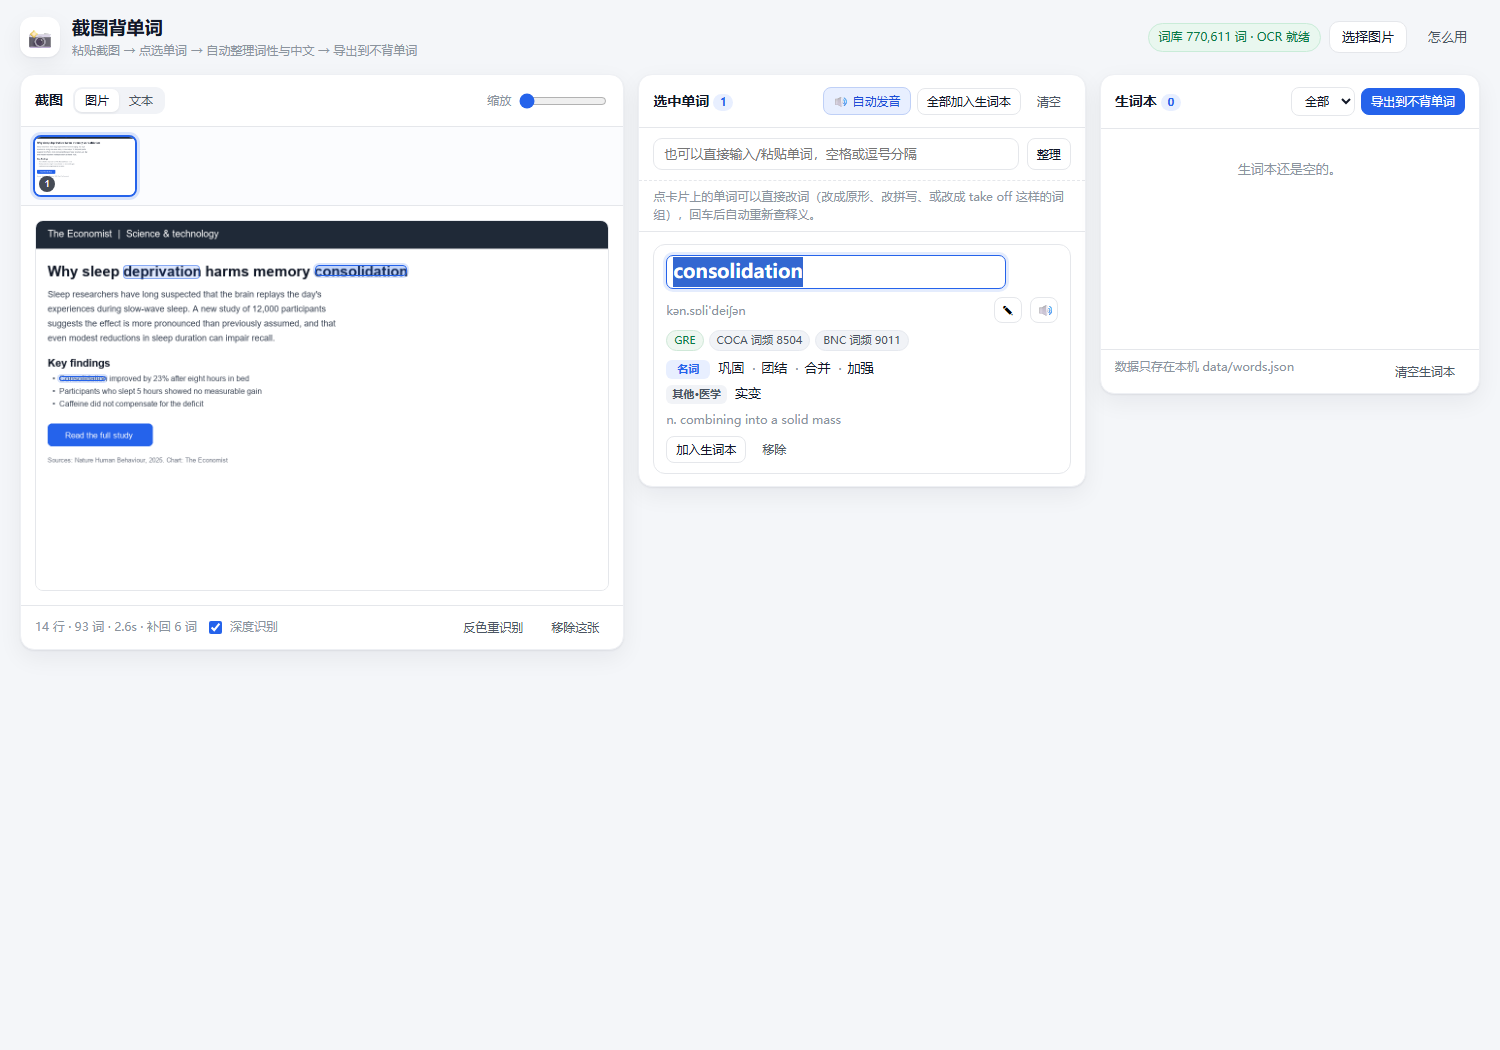 截图背单词
粘贴截图 → 点选单词 → 自动整理词性与中文 → 导出到不背单词
词库 770,611 词 · OCR 就绪
选择图片
怎么用
截图
图片
文本
缩放
1
The Economist | Science & technology
Why sleep deprivation harms memory consolidation
Sleep researchers have long suspected that the brain replays the day's
experiences during slow-wave sleep. A new study of 12,000 participants
suggests the effect is more pronounced than previously assumed, and that
even modest reductions in sleep duration can impair recall.
Key findings
• improved by 23% after eight hours in bed
• Participants who slept 5 hours showed no measurable gain
• Caffeine did not compensate for the deficit
Read the full study
Sources: Nature Human Behaviour, 2025. Chart: The Economist
14 行 · 93 词 · 2.6s · 补回 6 词
深度识别
反色重识别
移除这张
选中单词 1
自动发音
全部加入生词本
清空
也可以直接输入/粘贴单词，空格或逗号分隔
整理
点卡片上的单词可以直接改词（改成原形、改拼写、或改成 take off 这样的词
组），回车后自动重新查释义。
consolidation
kən.sɒli'deiʃən
GRE
COCA 词频 8504
BNC 词频 9011
名词 巩固 · 团结 · 合并 · 加强
其他•医学 实变
n. combining into a solid mass
加入生词本
移除
生词本 0
全部
导出到不背单词
生词本还是空的。
数据只存在本机 data/words.json
清空生词本